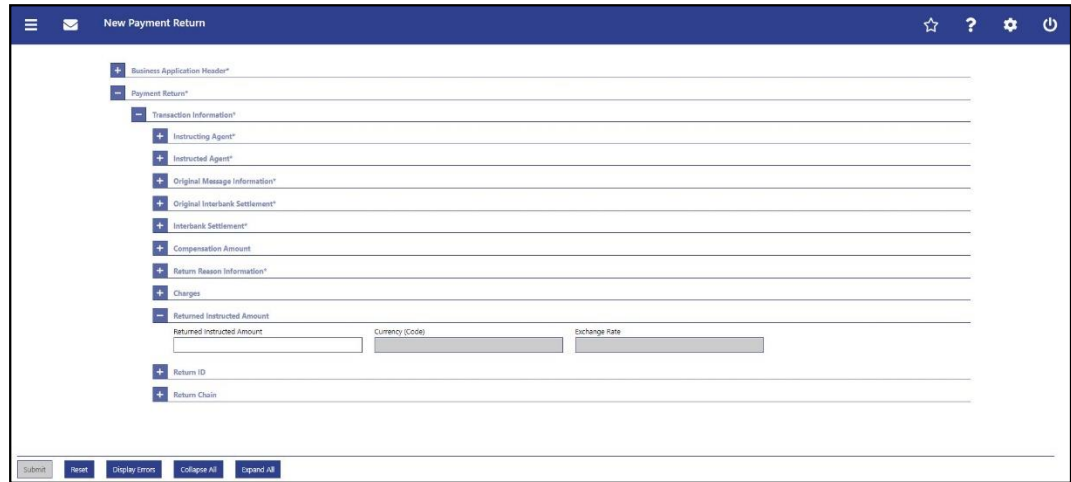 New Payment Return
Business Application Header*
Payment Return*
Transaction Information*
Instructing Agent*
Instructed Agent*
Original Message Information*
Original Interbank Settlement*
Interbank Settlement*
Compensation Amount
Return Reason Information*
Charges
Returned Instructed Amount
Returned Instructed Amount Currency (Code) Exchange Rate
Return ID
Return Chain
Submit Reset Display Errors Collapse All Expand All